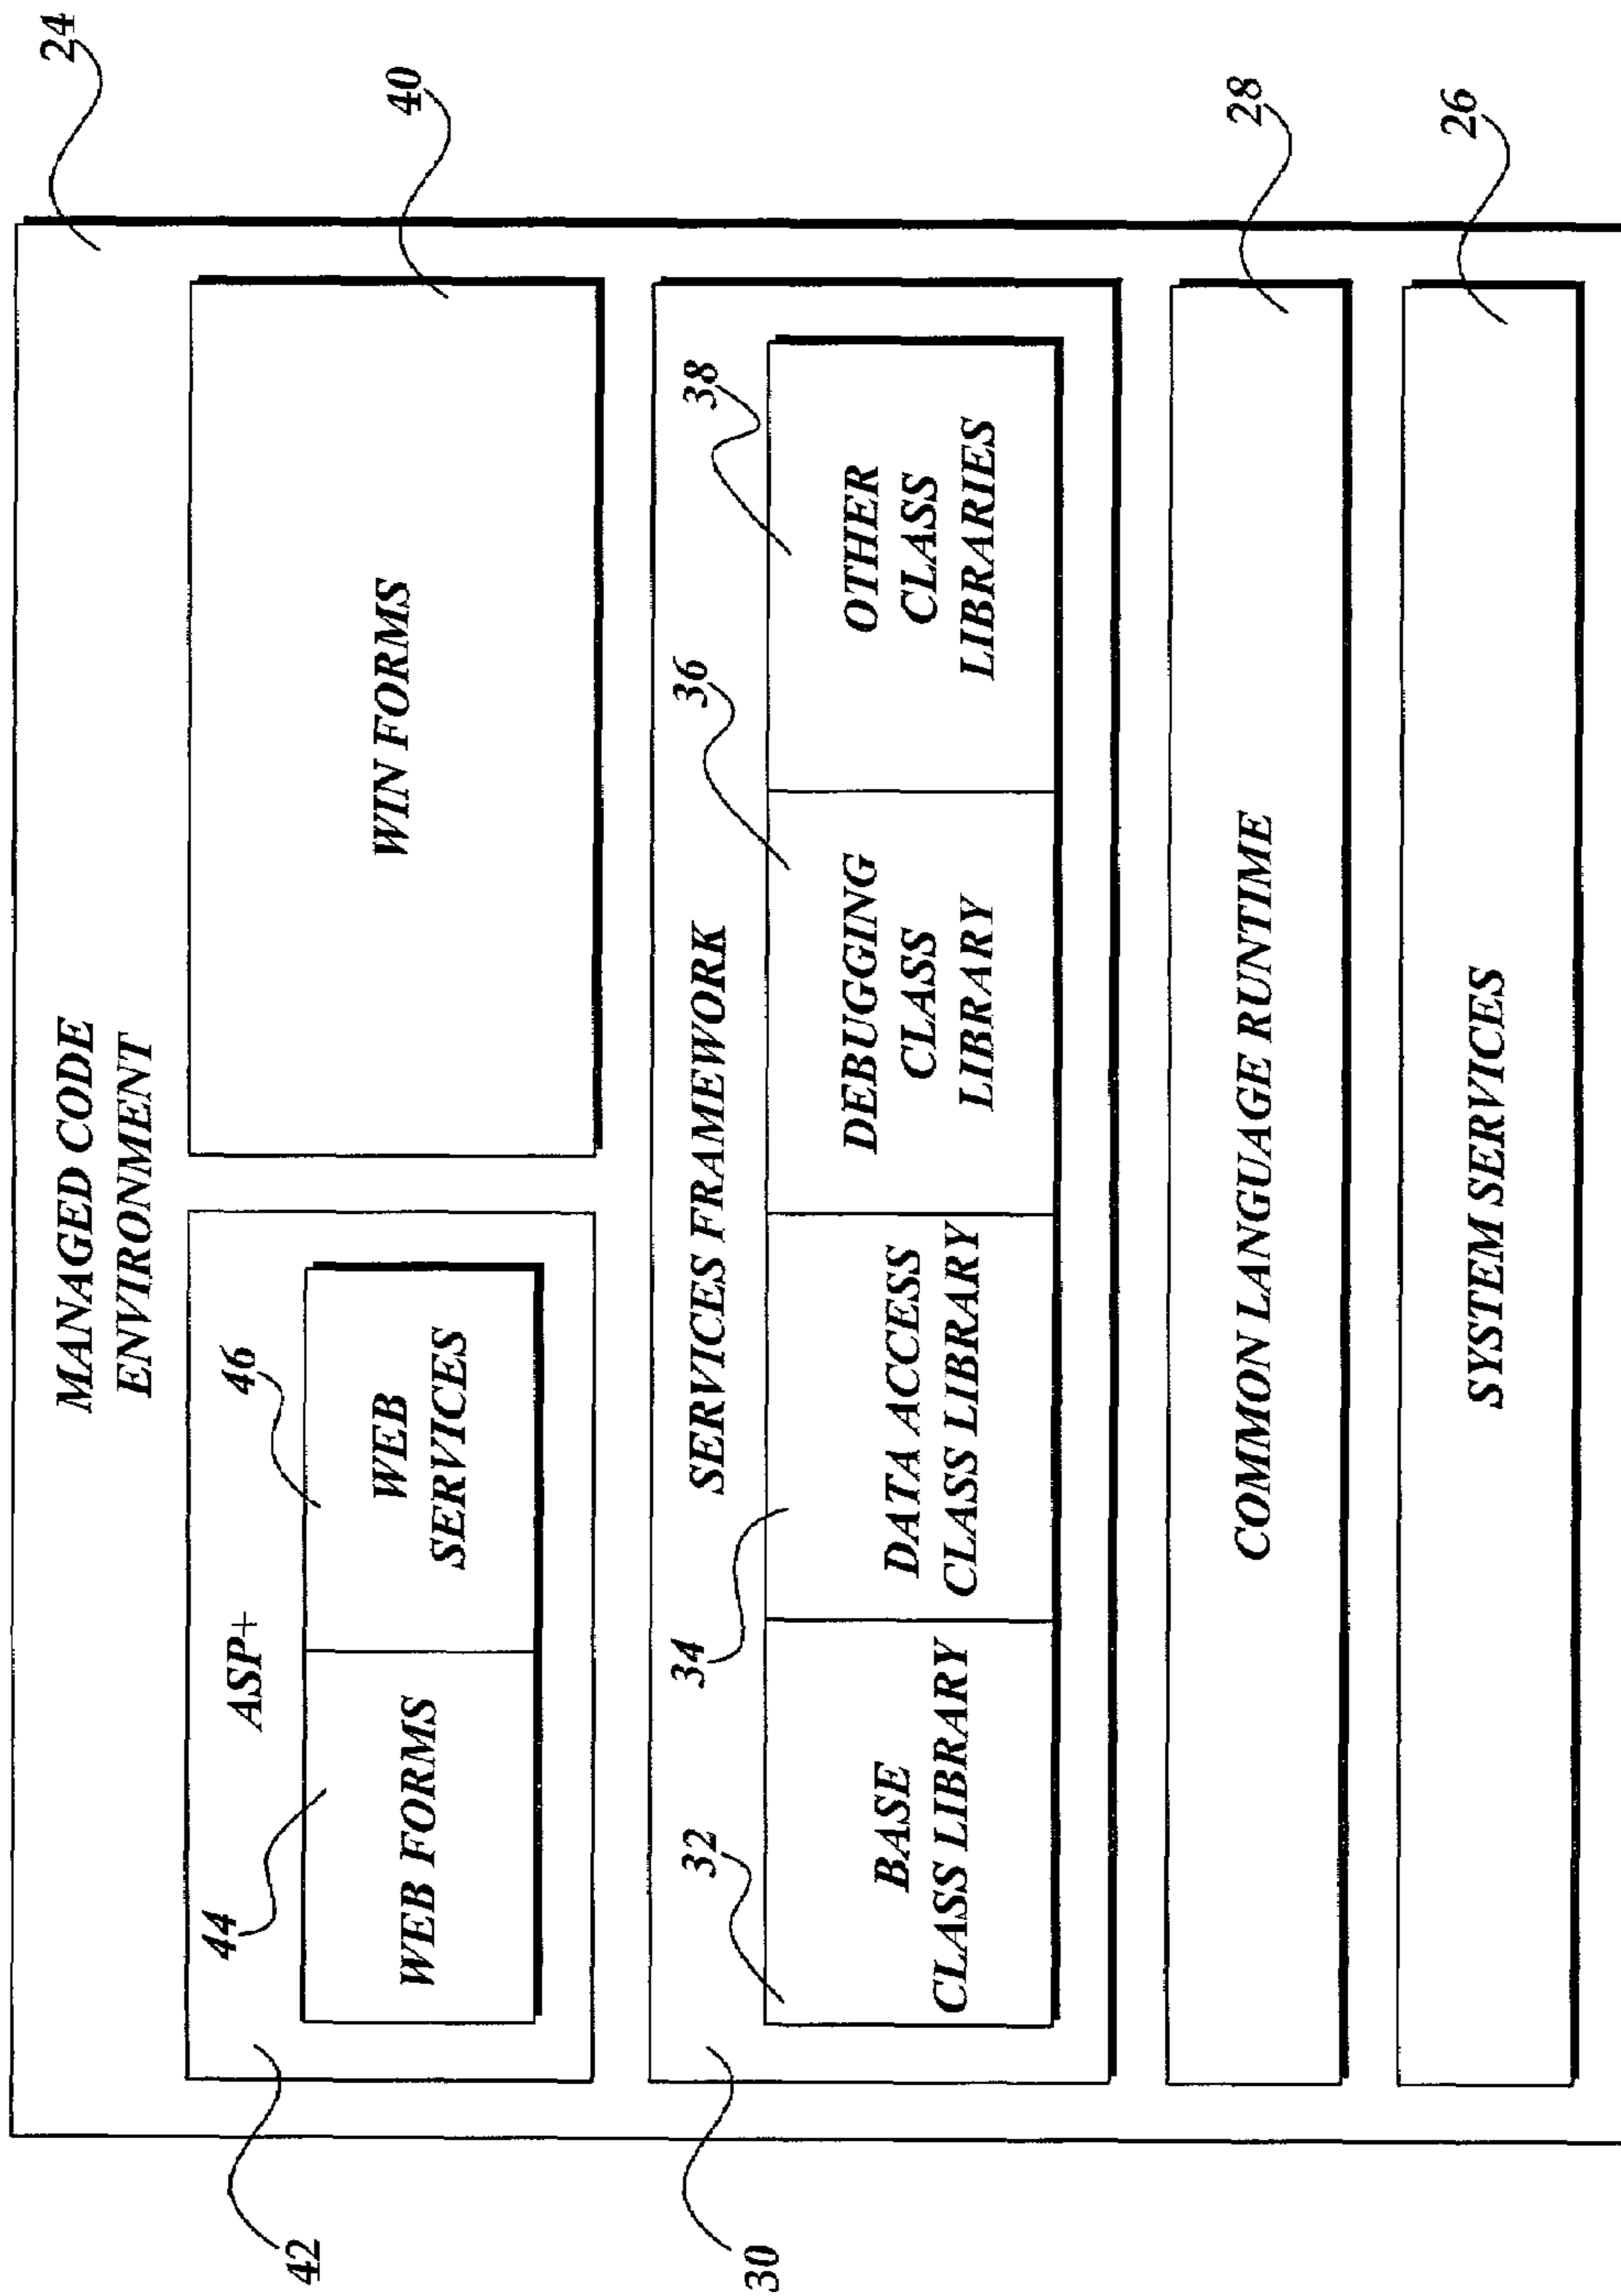 24
MANAGED CODE
ENVIRONMENT
40
42
ASP+
44
46
WEB FORMS
WEB
SERVICES
WIN FORMS
30
SERVICES FRAMEWORK
32
34
36
38
BASE
CLASS LIBRARY
DATA ACCESS
CLASS LIBRARY
DEBUGGING
CLASS
LIBRARY
OTHER
CLASS
LIBRARIES
28
COMMON LANGUAGE RUNTIME
26
SYSTEM SERVICES